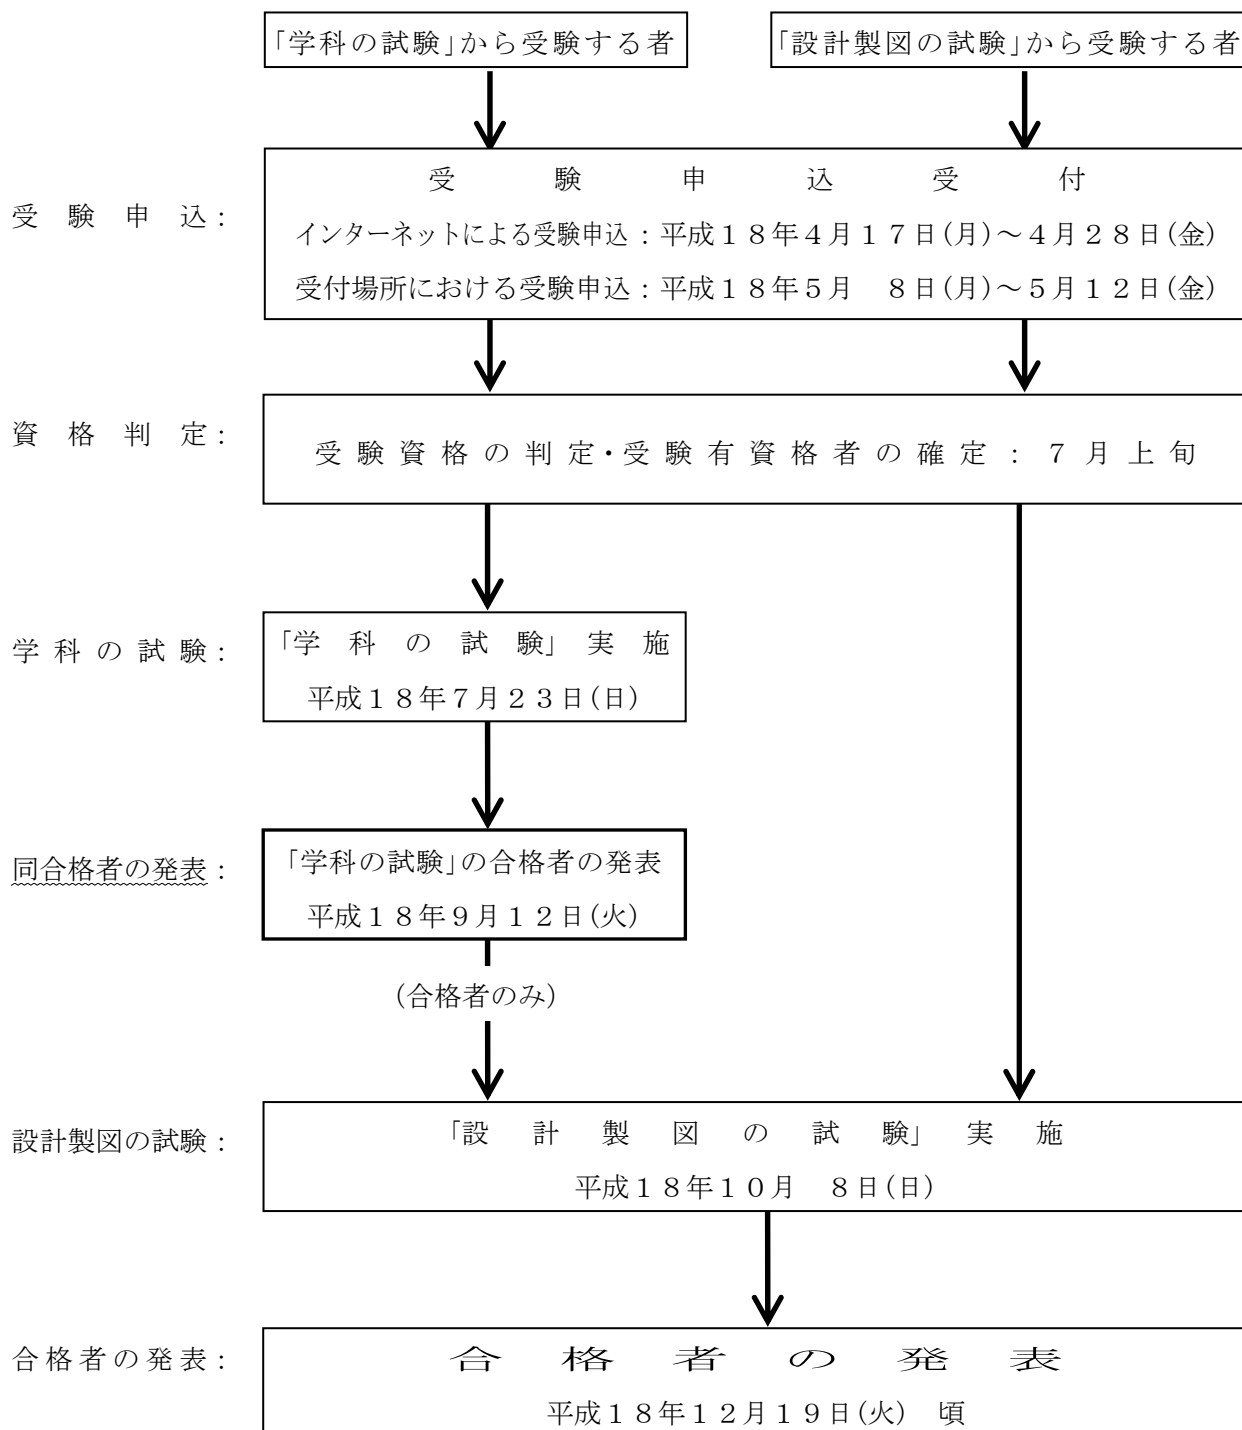 「学科の試験」から受験する者
「設計製図の試験」から受験する者
受験申込受付
受験申込：
インターネットによる受験申込：平成１８年４月１７日(月)～４月２８日(金)
受付場所における受験申込：平成１８年５月　８日(月)～５月１２日(金)
資格判定：
受験資格の判定・受験有資格者の確定：７月上旬
学科の試験：
「学科の試験」実施
平成１８年７月２３日(日)
同合格者の発表：
「学科の試験」の合格者の発表
平成１８年９月１２日(火)
(合格者のみ)
設計製図の試験：
「設計製図の試験」実施
平成１８年１０月　８日(日)
合格者の発表：
合格者の発表
平成１８年１２月１９日(火)　頃